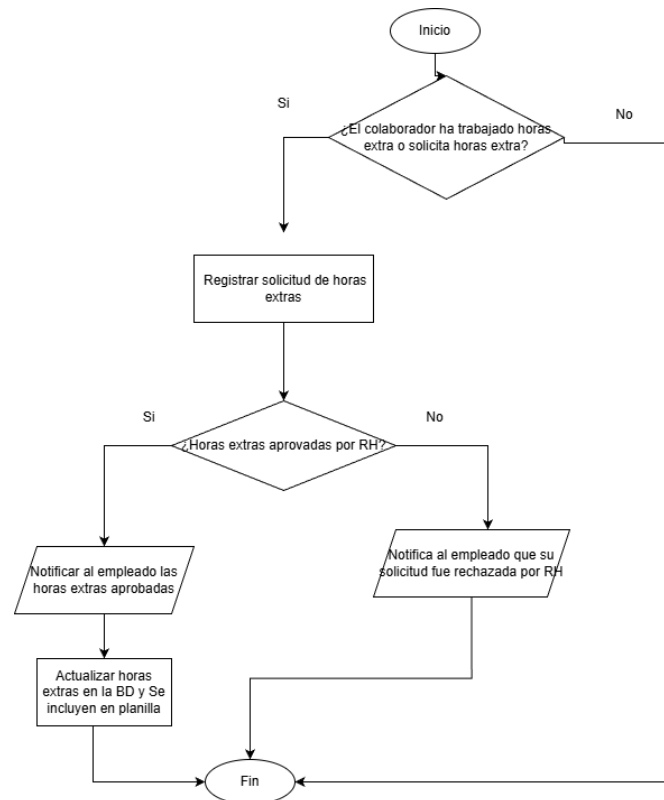 Inicio
Si
No
¿El colaborador ha trabajado horas
extra o solicita horas extra?
Registrar solicitud de horas
extras
Si
No
¿Horas extras aprovadas por RH?
Notificar al empleado las
horas extras aprobadas
Notifica al empleado que su
solicitud fue rechazada por RH
Actualizar horas
extras en la BD y Se
incluyen en planilla
Fin